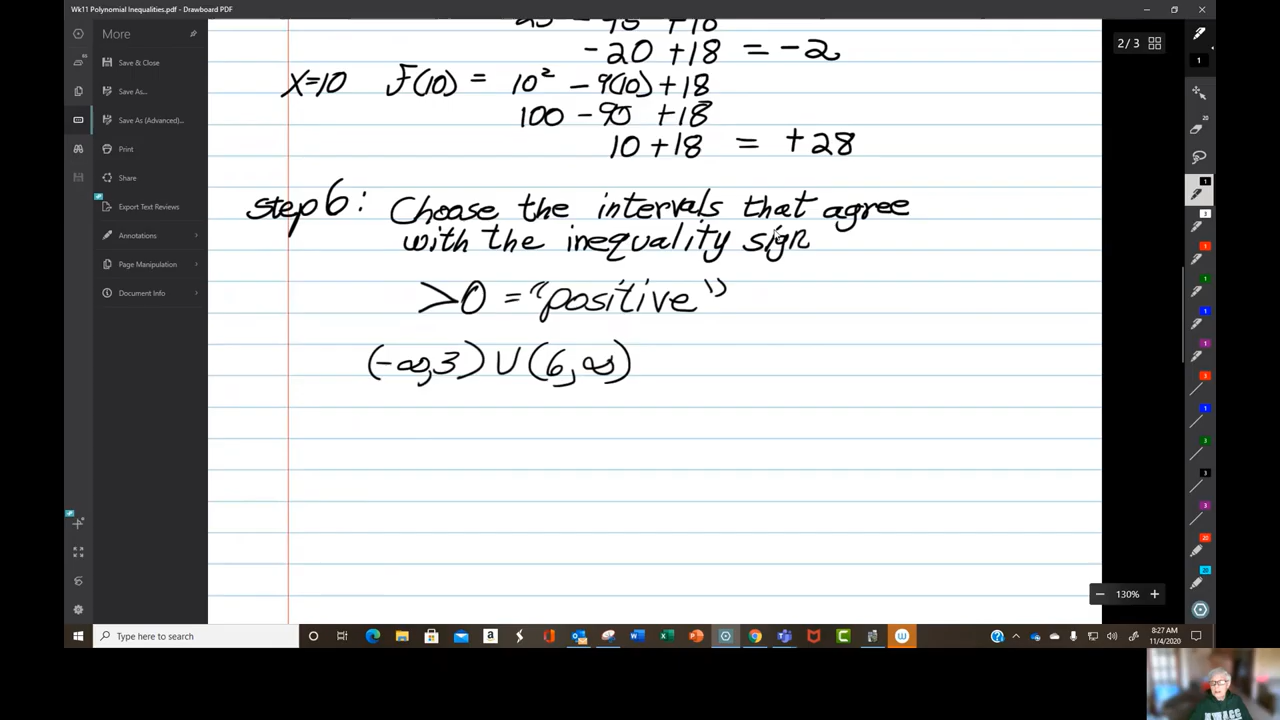 Wk11 Polynomial Inequalities.pdf - Drawboard PDF
More
Save & Close
Save As...
Save As (Advanced)...
Print
Share
Export Text Reviews
Annotations
Page Manipulation
Document Info
2/3
-20 +18 = -2
X=10 F(10) = 10² - 9(10) +18
100 - 90 +18
10 +18 = +28
Step 6: Choose the intervals that agree
with the inequality sign
>0 = "positive"
(-∞,3) ∪ (6,∞)
130%
Type here to search
8:27 AM
11/4/2020